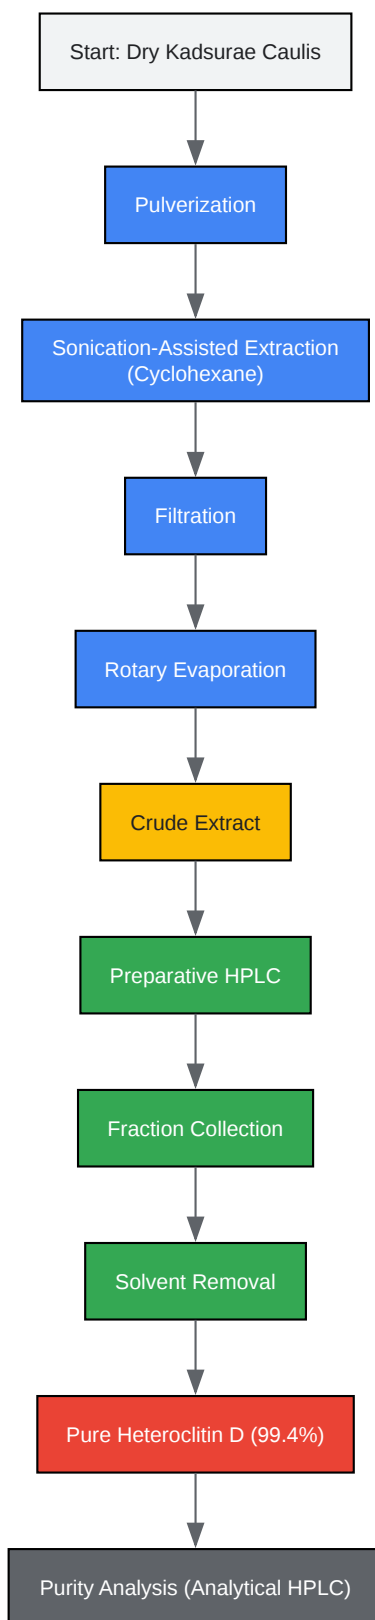 Start: Dry Kadsurae Caulis
Pulverization
Sonication-Assisted Extraction
(Cyclohexane)
Filtration
Rotary Evaporation
Crude Extract
Preparative HPLC
Fraction Collection
Solvent Removal
Pure Heteroclitin D (99.4%)
Purity Analysis (Analytical HPLC)